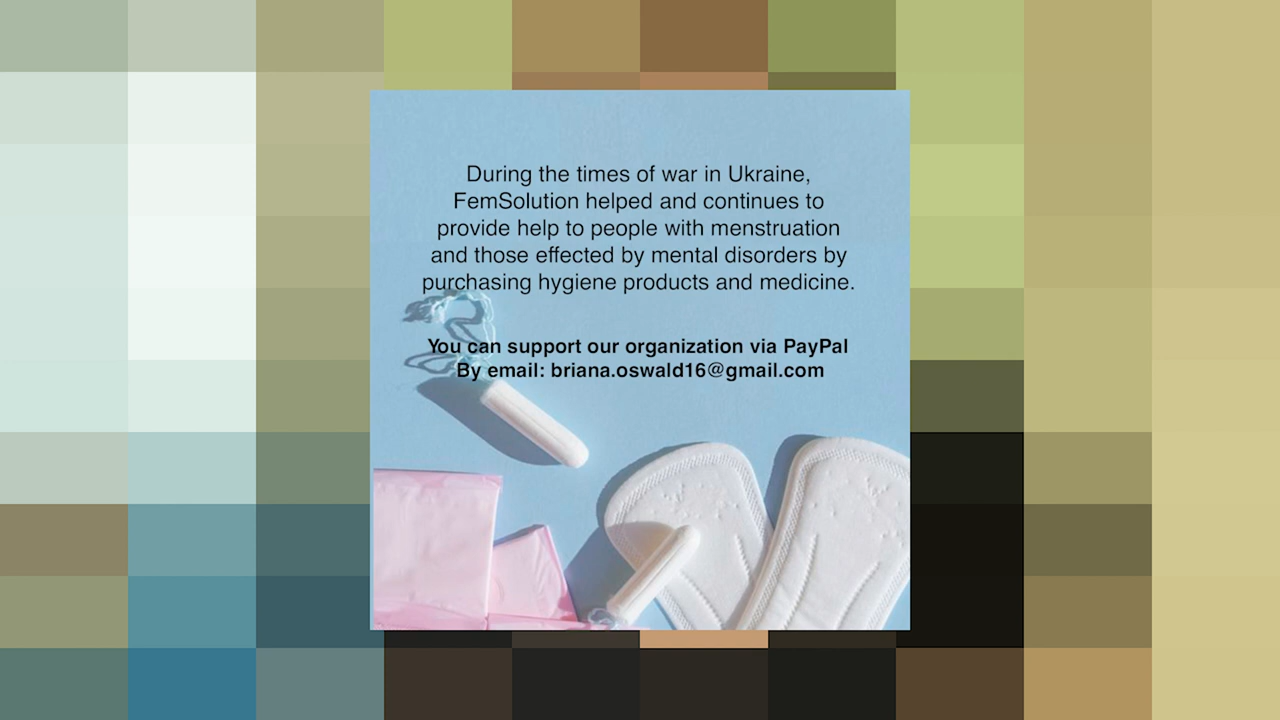 During the times of war in Ukraine,
FemSolution helped and continues to
provide help to people with menstruation
and those effected by mental disorders by
purchasing hygiene products and medicine.
You can support our organization via PayPal
By email: briana.oswald16@gmail.com